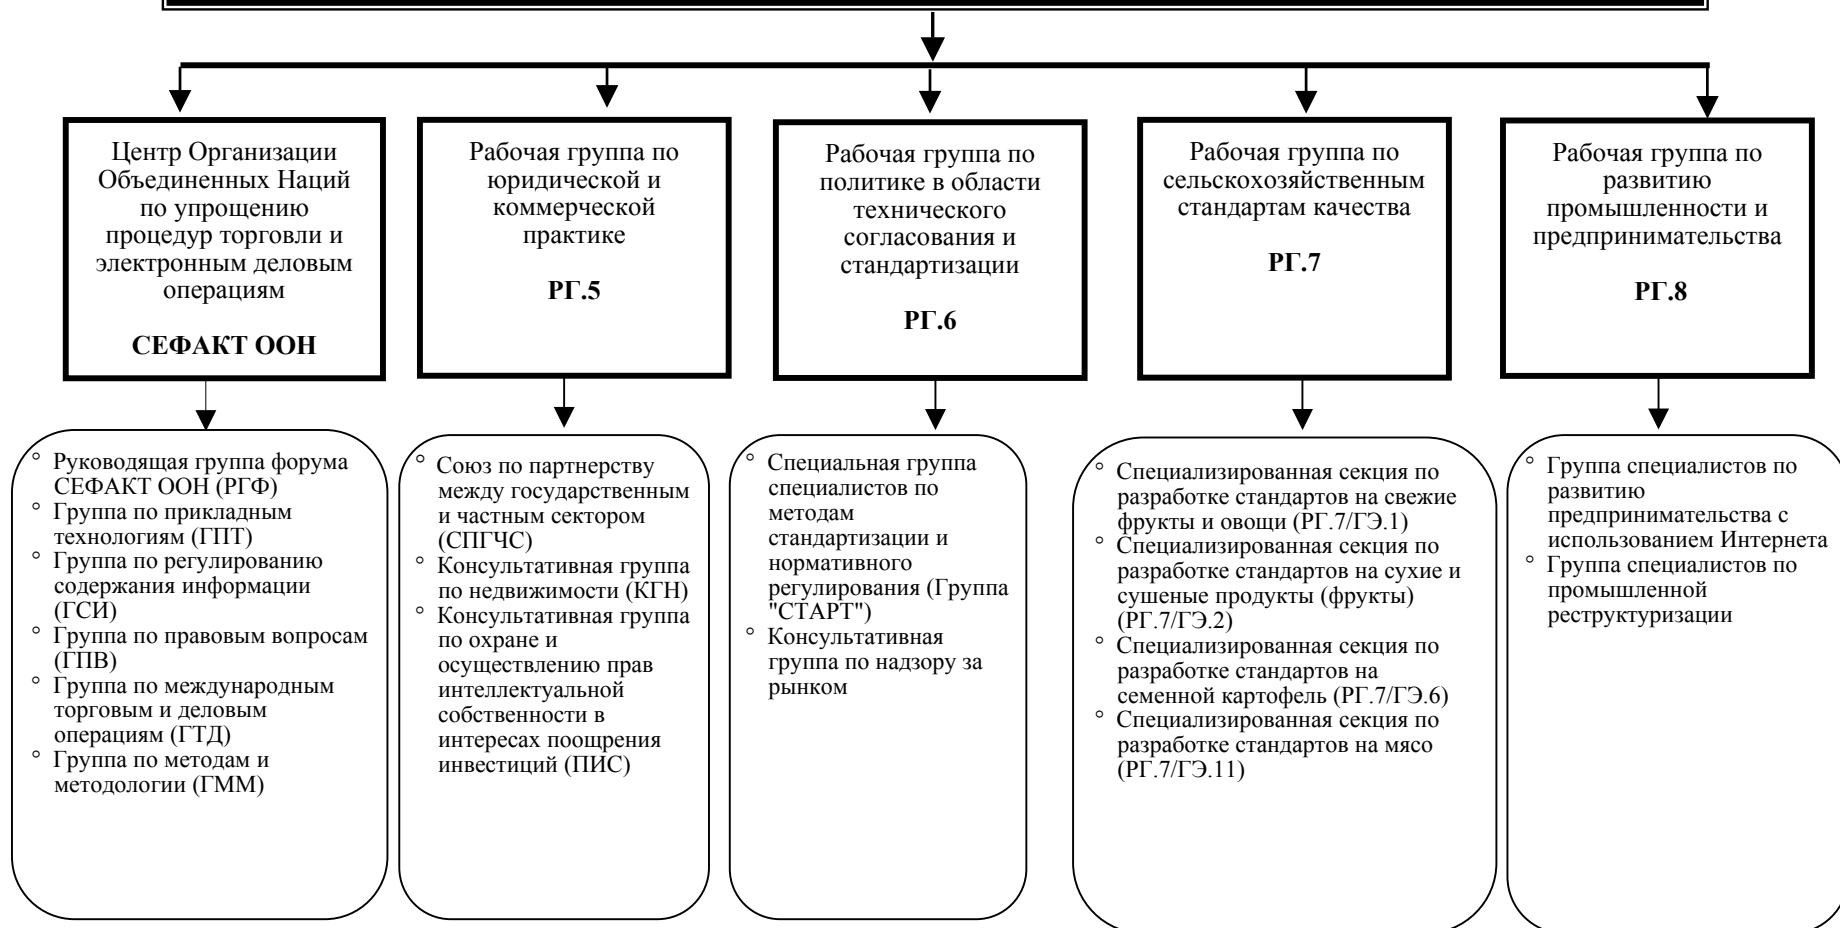 Центр Организации
Объединенных Наций
по упрощению
процедур торговли и
электронным деловым
операциям
СЕФАКТ ООН
Рабочая группа по
юридической и
коммерческой
практике
РГ.5
Рабочая группа по
политике в области
технического
согласования и
стандартизации
РГ.6
Рабочая группа по
сельскохозяйственным
стандартам качества
РГ.7
Рабочая группа по
развитию
промышленности и
предпринимательства
РГ.8
° Руководящая группа форума
СЕФАКТ ООН (РГФ)
° Группа по прикладным
технологиям (ГПТ)
° Группа по регулированию
содержания информации
(ГСИ)
° Группа по правовым вопросам
(ГПВ)
° Группа по международным
торговым и деловым
операциям (ГТД)
° Группа по методам и
методологии (ГММ)
° Союз по партнерству
между государственным
и частным сектором
(СПГЧС)
° Консультативная группа
по недвижимости (КГН)
° Консультативная группа
по охране и
осуществлению прав
интеллектуальной
собственности в
интересах поощрения
инвестиций (ПИС)
° Специальная группа
специалистов по
методам
стандартизации и
нормативного
регулирования (Группа
"СТАРТ")
° Консультативная
группа по надзору за
рынком
° Специализированная секция по
разработке стандартов на свежие
фрукты и овощи (РГ.7/ГЭ.1)
° Специализированная секция по
разработке стандартов на сухие и
сушеные продукты (фрукты)
(РГ.7/ГЭ.2)
° Специализированная секция по
разработке стандартов на
семенной картофель (РГ.7/ГЭ.6)
° Специализированная секция по
разработке стандартов на мясо
(РГ.7/ГЭ.11)
° Группа специалистов по
развитию
предпринимательства с
использованием Интернета
° Группа специалистов по
промышленной
реструктуризации